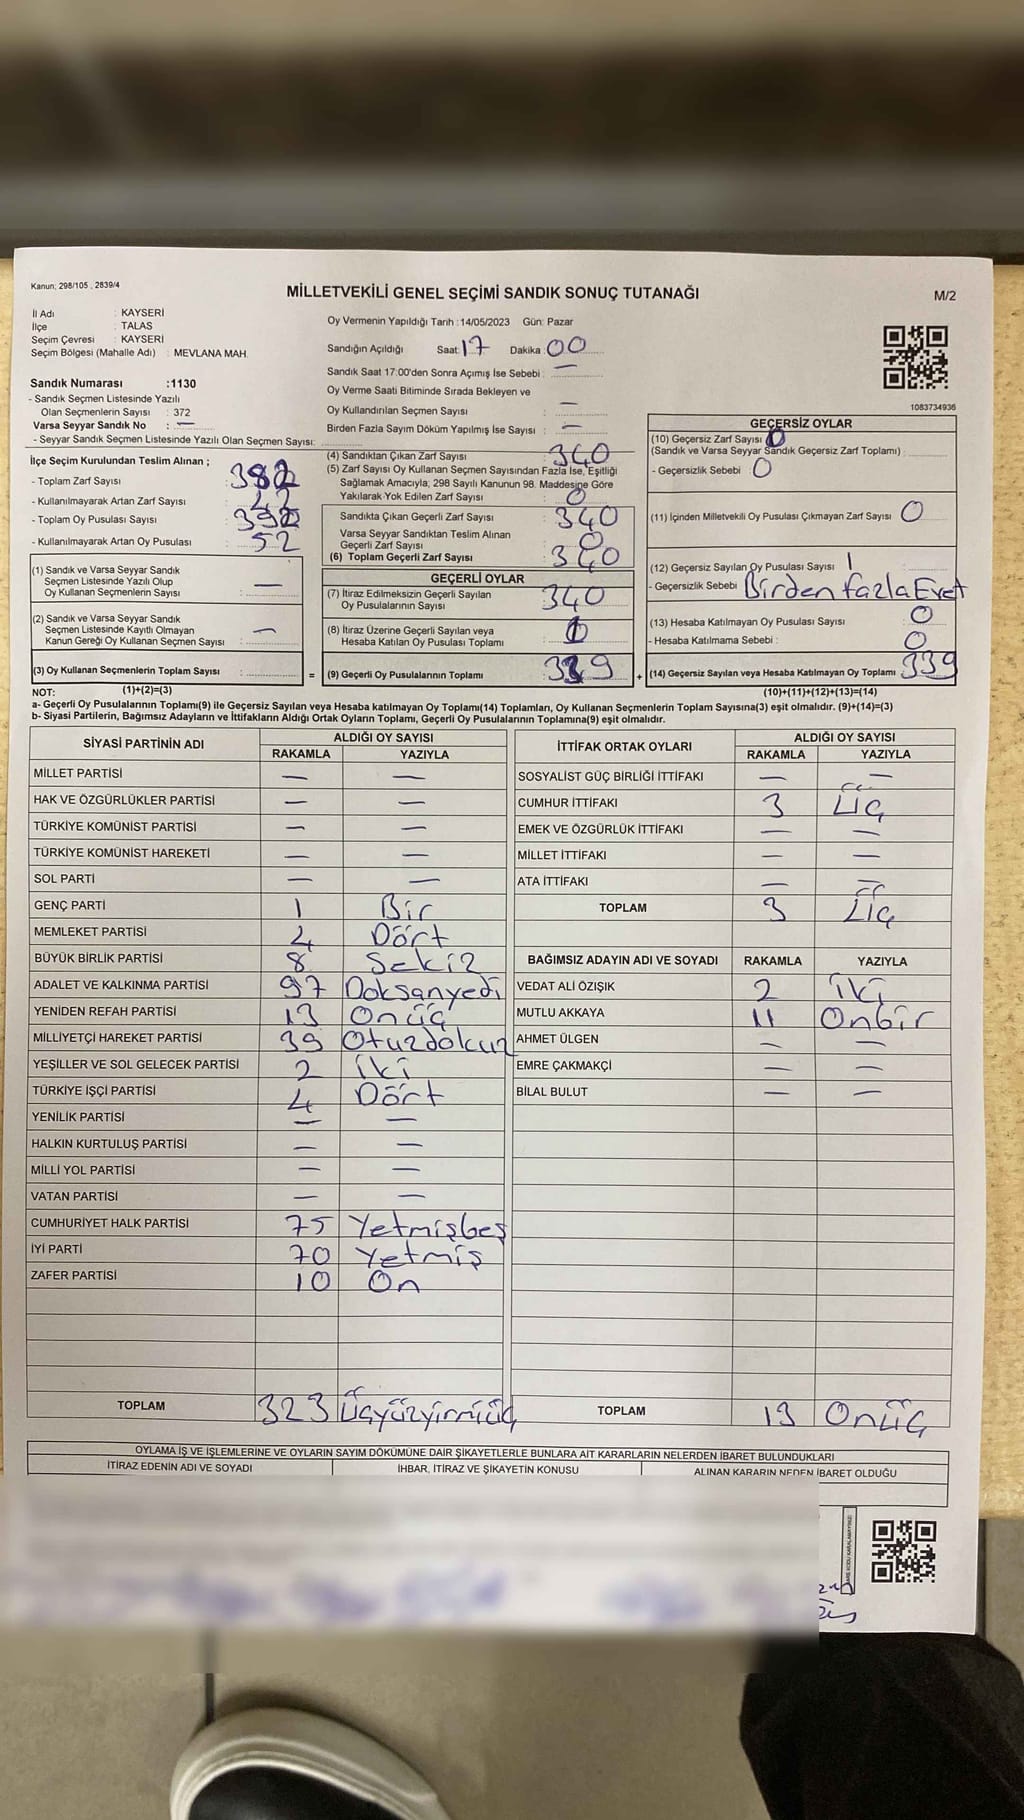 Kanun; 298/105 , 2839/4
MİLLETVEKİLİ GENEL SEÇİMİ SANDIK SONUÇ TUTANAĞI
M/2
İl Adı : KAYSERİ
İlçe : TALAS
Seçim Çevresi : KAYSERİ
Seçim Bölgesi (Mahalle Adı) : MEVLANA MAH.
Sandık Numarası :1130
- Sandık Seçmen Listesinde Yazılı
Olan Seçmenlerin Sayısı : 372
Varsa Seyyar Sandık No : —
- Seyyar Sandık Seçmen Listesinde Yazılı Olan Seçmen Sayısı:
Oy Vermenin Yapıldığı Tarih :14/05/2023 Gün: Pazar
Sandığın Açıldığı Saat: 17 Dakika : 00
Sandık Saat 17:00'den Sonra Açımış İse Sebebi : —
Oy Verme Saati Bitiminde Sırada Bekleyen ve
Oy Kullandırılan Seçmen Sayısı : —
Birden Fazla Sayım Döküm Yapılmış İse Sayısı : —
1083734936
İlçe Seçim Kurulundan Teslim Alınan ;
- Toplam Zarf Sayısı : 382
- Kullanılmayarak Artan Zarf Sayısı : 42
- Toplam Oy Pusulası Sayısı : 392
- Kullanılmayarak Artan Oy Pusulası : 52
(1) Sandık ve Varsa Seyyar Sandık
Seçmen Listesinde Yazılı Olup
Oy Kullanan Seçmenlerin Sayısı : —
(2) Sandık ve Varsa Seyyar Sandık
Seçmen Listesinde Kayıtlı Olmayan
Kanun Gereği Oy Kullanan Seçmen Sayısı : —
(3) Oy Kullanan Seçmenlerin Toplam Sayısı :
(1)+(2)=(3)
(4) Sandıktan Çıkan Zarf Sayısı : 340
(5) Zarf Sayısı Oy Kullanan Seçmen Sayısından Fazla İse, Eşitliği
Sağlamak Amacıyla; 298 Sayılı Kanunun 98. Maddesine Göre
Yakılarak Yok Edilen Zarf Sayısı : 0
Sandıkta Çıkan Geçerli Zarf Sayısı : 340
Varsa Seyyar Sandıktan Teslim Alınan
Geçerli Zarf Sayısı : 0
(6) Toplam Geçerli Zarf Sayısı : 340
GEÇERLİ OYLAR
(7) İtiraz Edilmeksizin Geçerli Sayılan
Oy Pusulalarının Sayısı : 340
(8) İtiraz Üzerine Geçerli Sayılan veya
Hesaba Katılan Oy Pusulası Toplamı :
= (9) Geçerli Oy Pusulalarının Toplamı : 339 +
GEÇERSİZ OYLAR
(10) Geçersiz Zarf Sayısı : 0
(Sandık ve Varsa Seyyar Sandık Geçersiz Zarf Toplamı)
- Geçersizlik Sebebi : 0
(11) İçinden Milletvekili Oy Pusulası Çıkmayan Zarf Sayısı : 0
(12) Geçersiz Sayılan Oy Pusulası Sayısı : 1
- Geçersizlik Sebebi : Birden fazla Evet
(13) Hesaba Katılmayan Oy Pusulası Sayısı : 0
- Hesaba Katılmama Sebebi : 0
(14) Geçersiz Sayılan veya Hesaba Katılmayan Oy Toplamı : 339
(10)+(11)+(12)+(13)=(14)
NOT:
a- Geçerli Oy Pusulalarının Toplamı(9) ile Geçersiz Sayılan veya Hesaba katılmayan Oy Toplamı(14) Toplamları, Oy Kullanan Seçmenlerin Toplam Sayısına(3) eşit olmalıdır. (9)+(14)=(3)
b- Siyasi Partilerin, Bağımsız Adayların ve İttifakların Aldığı Ortak Oyların Toplamı, Geçerli Oy Pusulalarının Toplamına(9) eşit olmalıdır.
SİYASİ PARTİNİN ADI ALDIĞI OY SAYISI
RAKAMLA YAZIYLA
MİLLET PARTİSİ — —
HAK VE ÖZGÜRLÜKLER PARTİSİ — —
TÜRKİYE KOMÜNİST PARTİSİ — —
TÜRKİYE KOMÜNİST HAREKETİ — —
SOL PARTİ — —
GENÇ PARTİ 1 Bir
MEMLEKET PARTİSİ 4 Dört
BÜYÜK BİRLİK PARTİSİ 8 Sekiz
ADALET VE KALKINMA PARTİSİ 97 Doksanyedi
YENİDEN REFAH PARTİSİ 13 Onüç
MİLLİYETÇİ HAREKET PARTİSİ 39 Otuzdokuz
YEŞİLLER VE SOL GELECEK PARTİSİ 2 İki
TÜRKİYE İŞÇİ PARTİSİ 4 Dört
YENİLİK PARTİSİ — —
HALKIN KURTULUŞ PARTİSİ — —
MİLLİ YOL PARTİSİ — —
VATAN PARTİSİ — —
CUMHURİYET HALK PARTİSİ 75 Yetmişbeş
İYİ PARTİ 70 Yetmiş
ZAFER PARTİSİ 10 On
TOPLAM 323 Üçyüzyirmiüç
İTTİFAK ORTAK OYLARI ALDIĞI OY SAYISI
RAKAMLA YAZIYLA
SOSYALİST GÜÇ BİRLİĞİ İTTİFAKI — —
CUMHUR İTTİFAKI 3 Üç
EMEK VE ÖZGÜRLÜK İTTİFAKI — —
MİLLET İTTİFAKI — —
ATA İTTİFAKI — —
TOPLAM 3 Üç
BAĞIMSIZ ADAYIN ADI VE SOYADI RAKAMLA YAZIYLA
VEDAT ALİ ÖZIŞIK 2 İki
MUTLU AKKAYA 11 Onbir
AHMET ÜLGEN — —
EMRE ÇAKMAKÇİ — —
BİLAL BULUT — —
TOPLAM 13 Onüç
OYLAMA İŞ VE İŞLEMLERİNE VE OYLARIN SAYIM DÖKÜMÜNE DAİR ŞİKAYETLERLE BUNLARA AİT KARARLARIN NELERDEN İBARET BULUNDUKLARI
İTİRAZ EDENİN ADI VE SOYADI İHBAR, İTİRAZ VE ŞİKAYETİN KONUSU ALINAN KARARIN NEDEN İBARET OLDUĞU